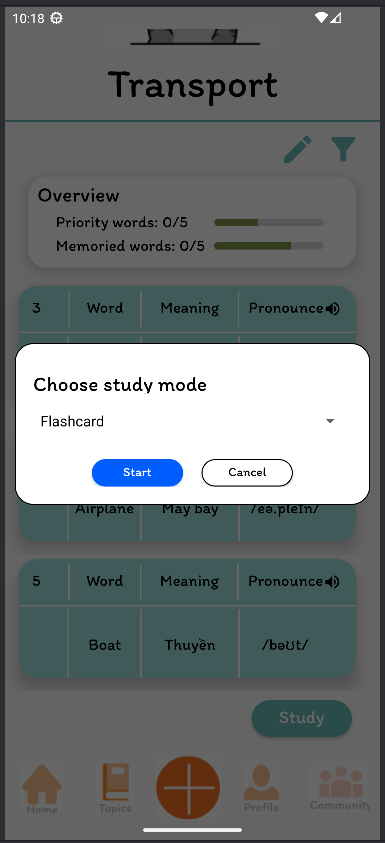 10:18
Transport
Overview
Priority words: 0/5
Memoried words: 0/5
3 Word Meaning Pronounce
Choose study mode
Flashcard
Start Cancel
Airplane May bay /eə.pleɪn/
5 Word Meaning Pronounce
Boat Thuyền /bəʊt/
Study
Home Topics Profile Community